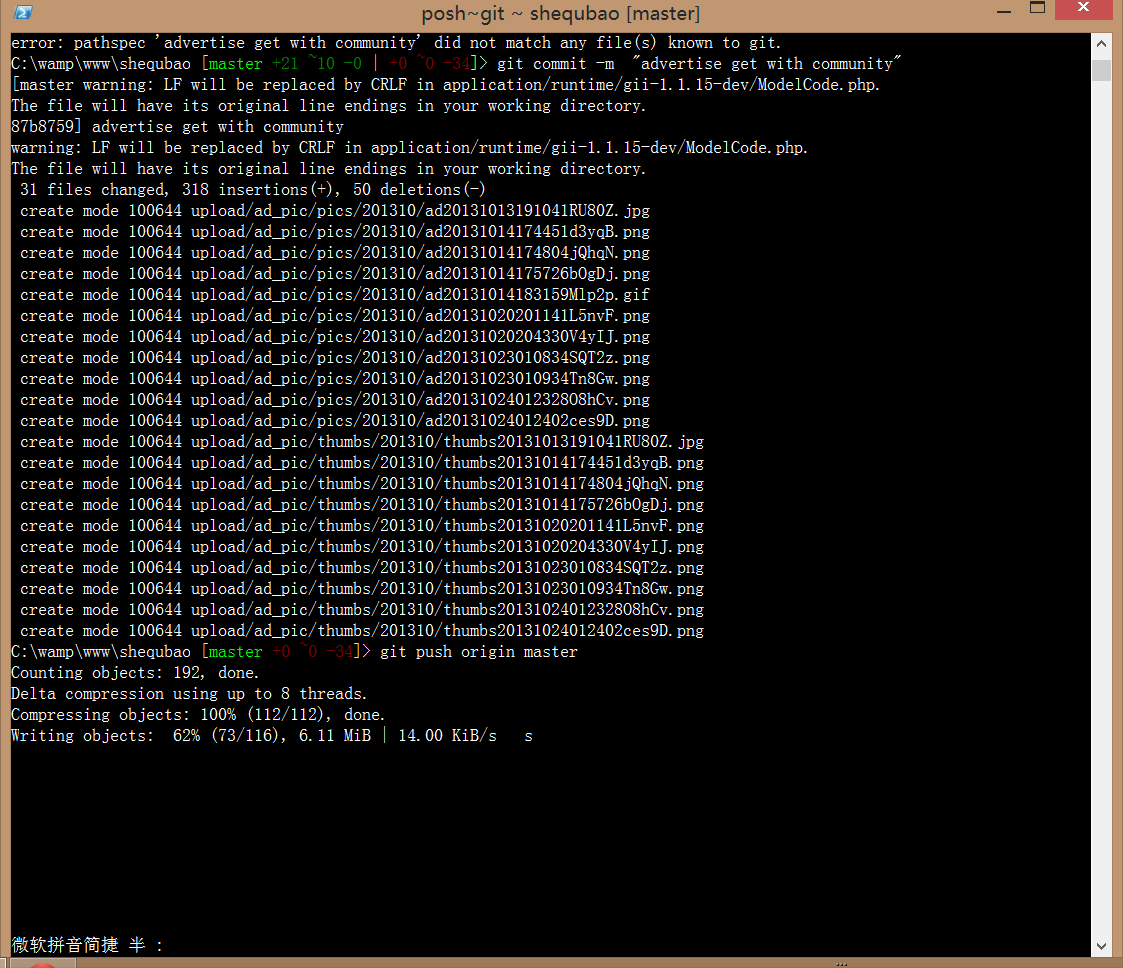 posh~git ~ shequbao [master]
error: pathspec 'advertise get with community' did not match any file(s) known to git.
C:\wamp\www\shequbao [master +21 ~10 -0 | +0 ~0 -34]> git commit -m  "advertise get with community"
[master warning: LF will be replaced by CRLF in application/runtime/gii-1.1.15-dev/ModelCode.php.
The file will have its original line endings in your working directory.
87b8759] advertise get with community
warning: LF will be replaced by CRLF in application/runtime/gii-1.1.15-dev/ModelCode.php.
The file will have its original line endings in your working directory.
 31 files changed, 318 insertions(+), 50 deletions(-)
 create mode 100644 upload/ad_pic/pics/201310/ad20131013191041RU80Z.jpg
 create mode 100644 upload/ad_pic/pics/201310/ad20131014174451d3yqB.png
 create mode 100644 upload/ad_pic/pics/201310/ad20131014174804jQhqN.png
 create mode 100644 upload/ad_pic/pics/201310/ad20131014175726bOgDj.png
 create mode 100644 upload/ad_pic/pics/201310/ad20131014183159Mlp2p.gif
 create mode 100644 upload/ad_pic/pics/201310/ad20131020201141L5nvF.png
 create mode 100644 upload/ad_pic/pics/201310/ad20131020204330V4yIJ.png
 create mode 100644 upload/ad_pic/pics/201310/ad20131023010834SQT2z.png
 create mode 100644 upload/ad_pic/pics/201310/ad20131023010934Tn8Gw.png
 create mode 100644 upload/ad_pic/pics/201310/ad20131024012328O8hCv.png
 create mode 100644 upload/ad_pic/pics/201310/ad20131024012402ces9D.png
 create mode 100644 upload/ad_pic/thumbs/201310/thumbs20131013191041RU80Z.jpg
 create mode 100644 upload/ad_pic/thumbs/201310/thumbs20131014174451d3yqB.png
 create mode 100644 upload/ad_pic/thumbs/201310/thumbs20131014174804jQhqN.png
 create mode 100644 upload/ad_pic/thumbs/201310/thumbs20131014175726bOgDj.png
 create mode 100644 upload/ad_pic/thumbs/201310/thumbs20131020201141L5nvF.png
 create mode 100644 upload/ad_pic/thumbs/201310/thumbs20131020204330V4yIJ.png
 create mode 100644 upload/ad_pic/thumbs/201310/thumbs20131023010834SQT2z.png
 create mode 100644 upload/ad_pic/thumbs/201310/thumbs20131023010934Tn8Gw.png
 create mode 100644 upload/ad_pic/thumbs/201310/thumbs20131024012328O8hCv.png
 create mode 100644 upload/ad_pic/thumbs/201310/thumbs20131024012402ces9D.png
C:\wamp\www\shequbao [master +0 ~0 -34]> git push origin master
Counting objects: 192, done.
Delta compression using up to 8 threads.
Compressing objects: 100% (112/112), done.
Writing objects:  62% (73/116), 6.11 MiB | 14.00 KiB/s   s
微软拼音简捷 半 :